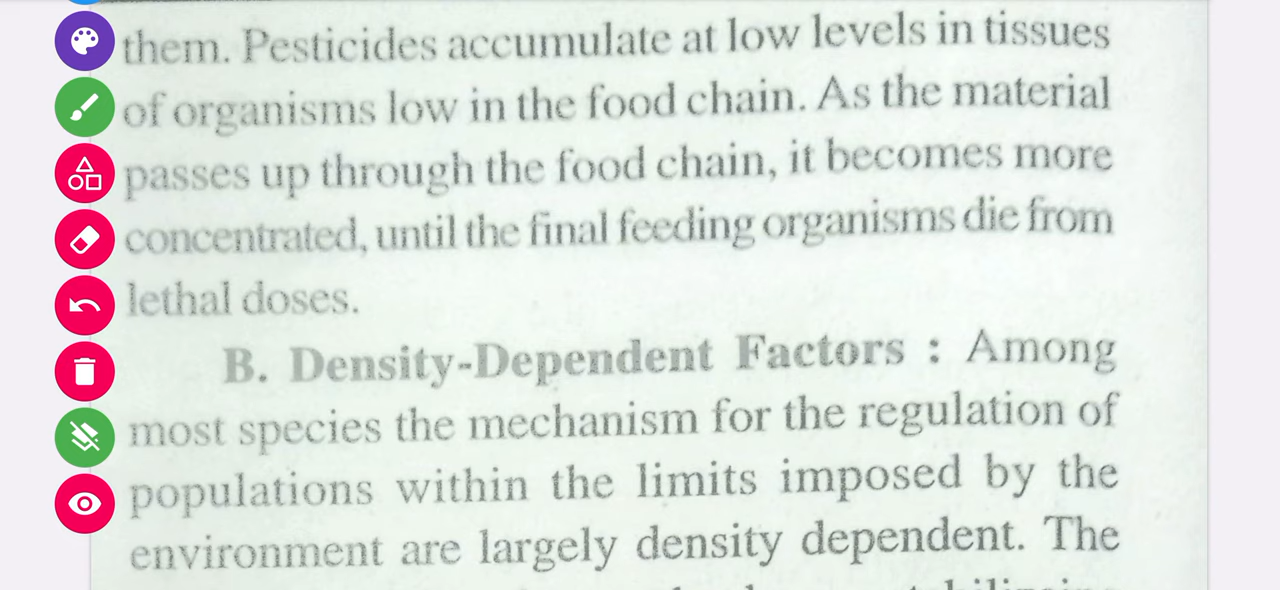 them. Pesticides accumulate at low levels in tissues
of organisms low in the food chain. As the material
passes up through the food chain, it becomes more
concentrated, until the final feeding organisms die from
lethal doses.
B. Density-Dependent Factors : Among
most species the mechanism for the regulation of
populations within the limits imposed by the
environment are largely density dependent. The